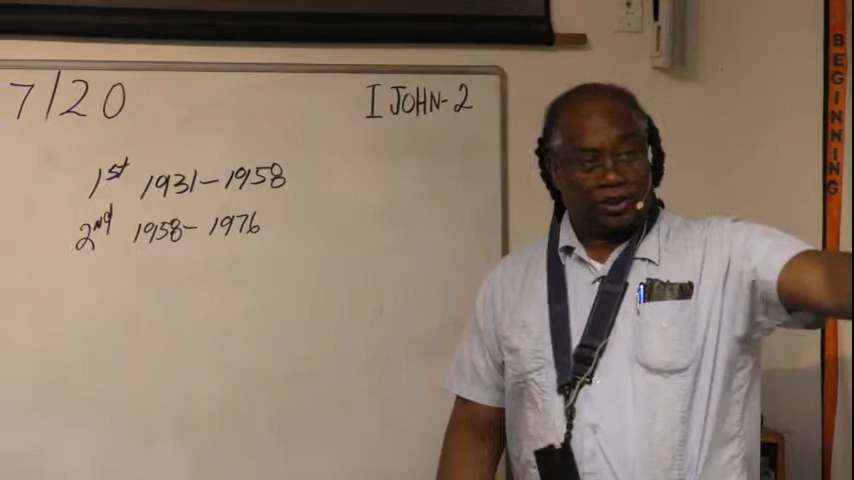 7/20
I JOHN-2
1st 1931-1958
2nd 1958-1976
BEGINNING